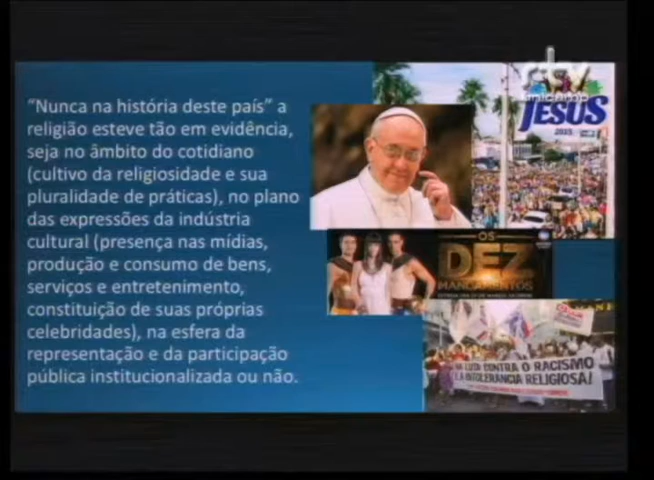 "Nunca na história deste país" a
religião esteve tão em evidência,
seja no âmbito do cotidiano
(cultivo da religiosidade e sua
pluralidade de práticas), no plano
das expressões da indústria
cultural (presença nas mídias,
produção e consumo de bens,
serviços e entretenimento,
constituição de suas próprias
celebridades), na esfera da
representação e da participação
pública institucionalizada ou não.
rtv
unicamp
JESUS
2015
OS
DEZ
MANDAMENTOS
NA LUTA CONTRA O RACISMO
E A INTOLERÂNCIA RELIGIOSA!